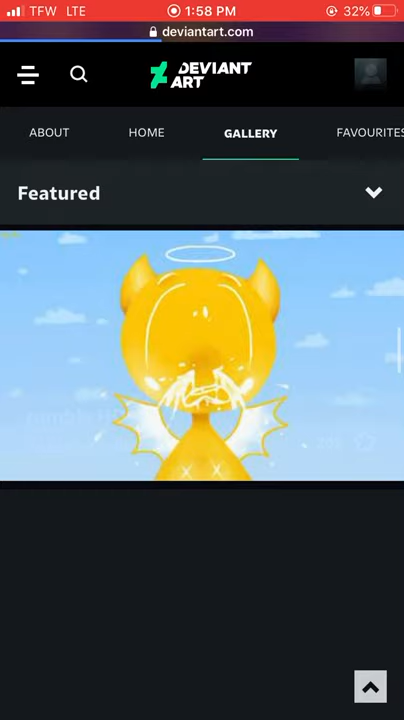 TFW LTE 1:58 PM 32%
deviantart.com
DEVIANT
ART
ABOUT HOME GALLERY FAVOURITES
Featured